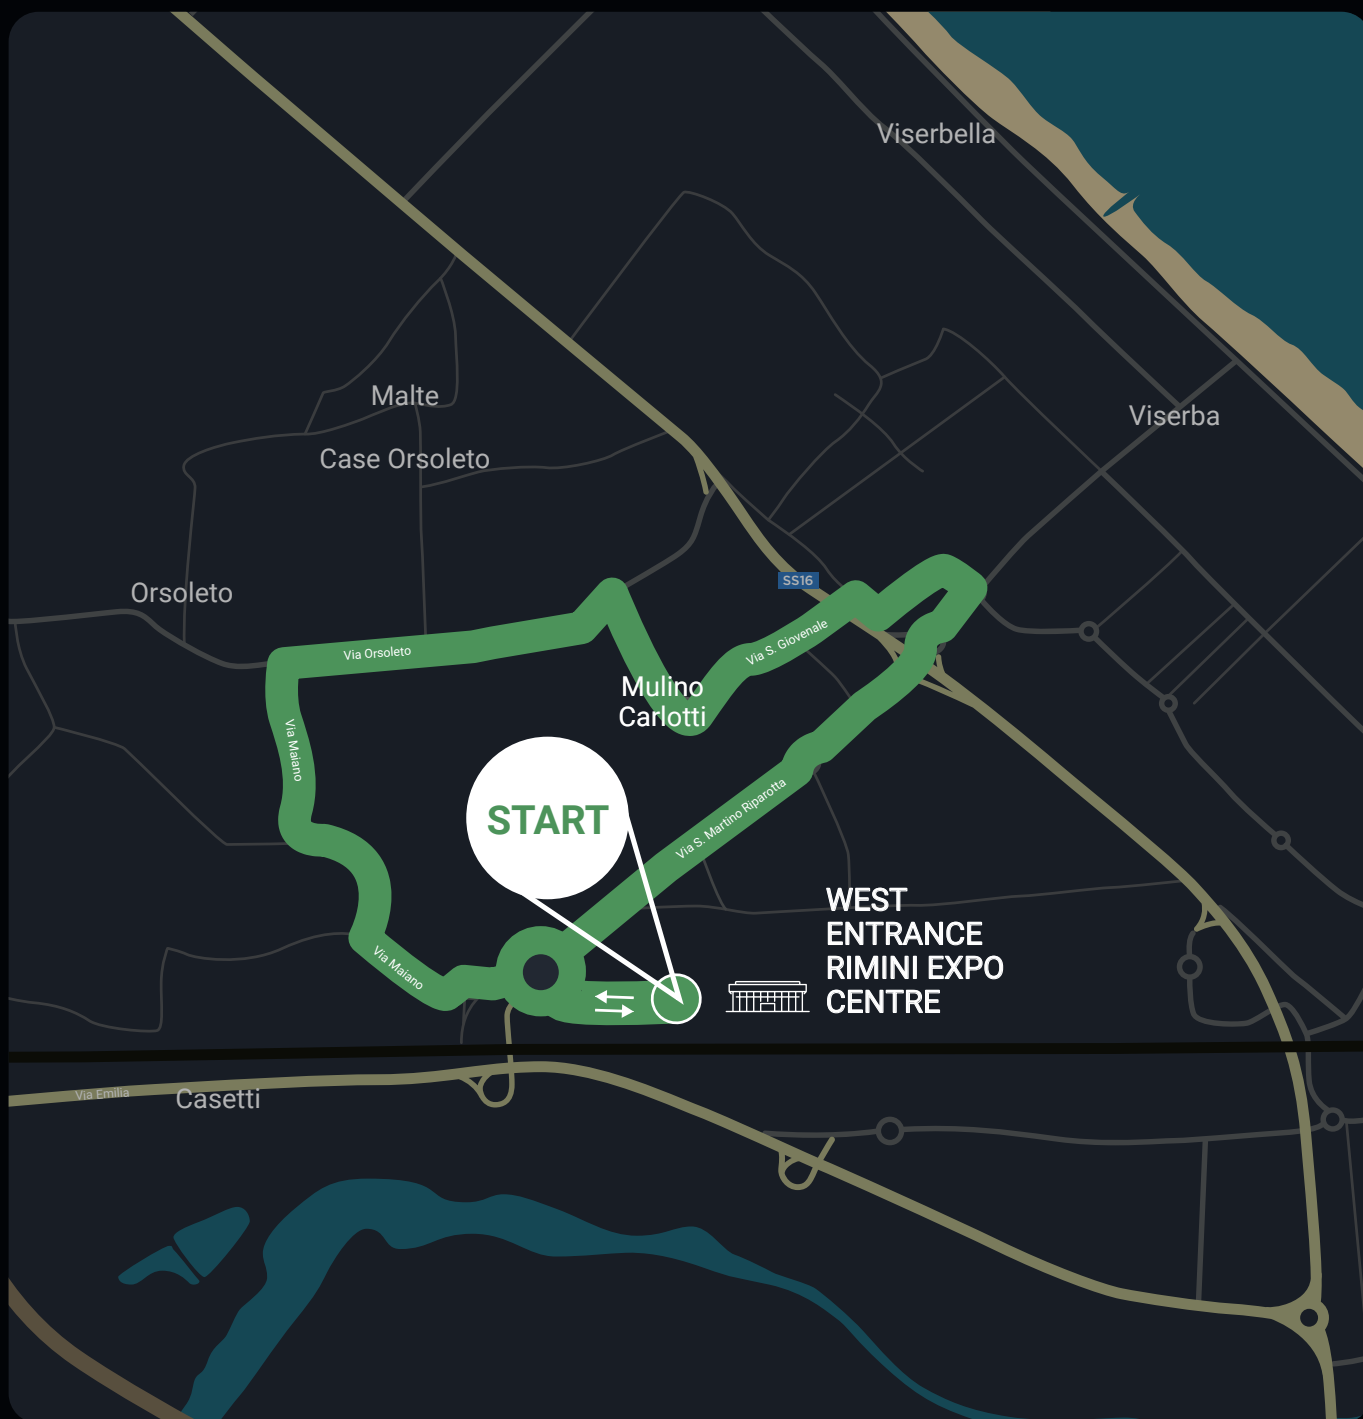 Viserbella
Malte
Viserba
Case Orsoleto
SS16
Orsoleto
Via S. Giovenale
Via Orsoleto
Mulino
Carlotti
Via Maiano
START
Via S. Martino Riparotta
WEST
ENTRANCE
RIMINI EXPO
CENTRE
Via Maiano
Via Emilia
Casetti